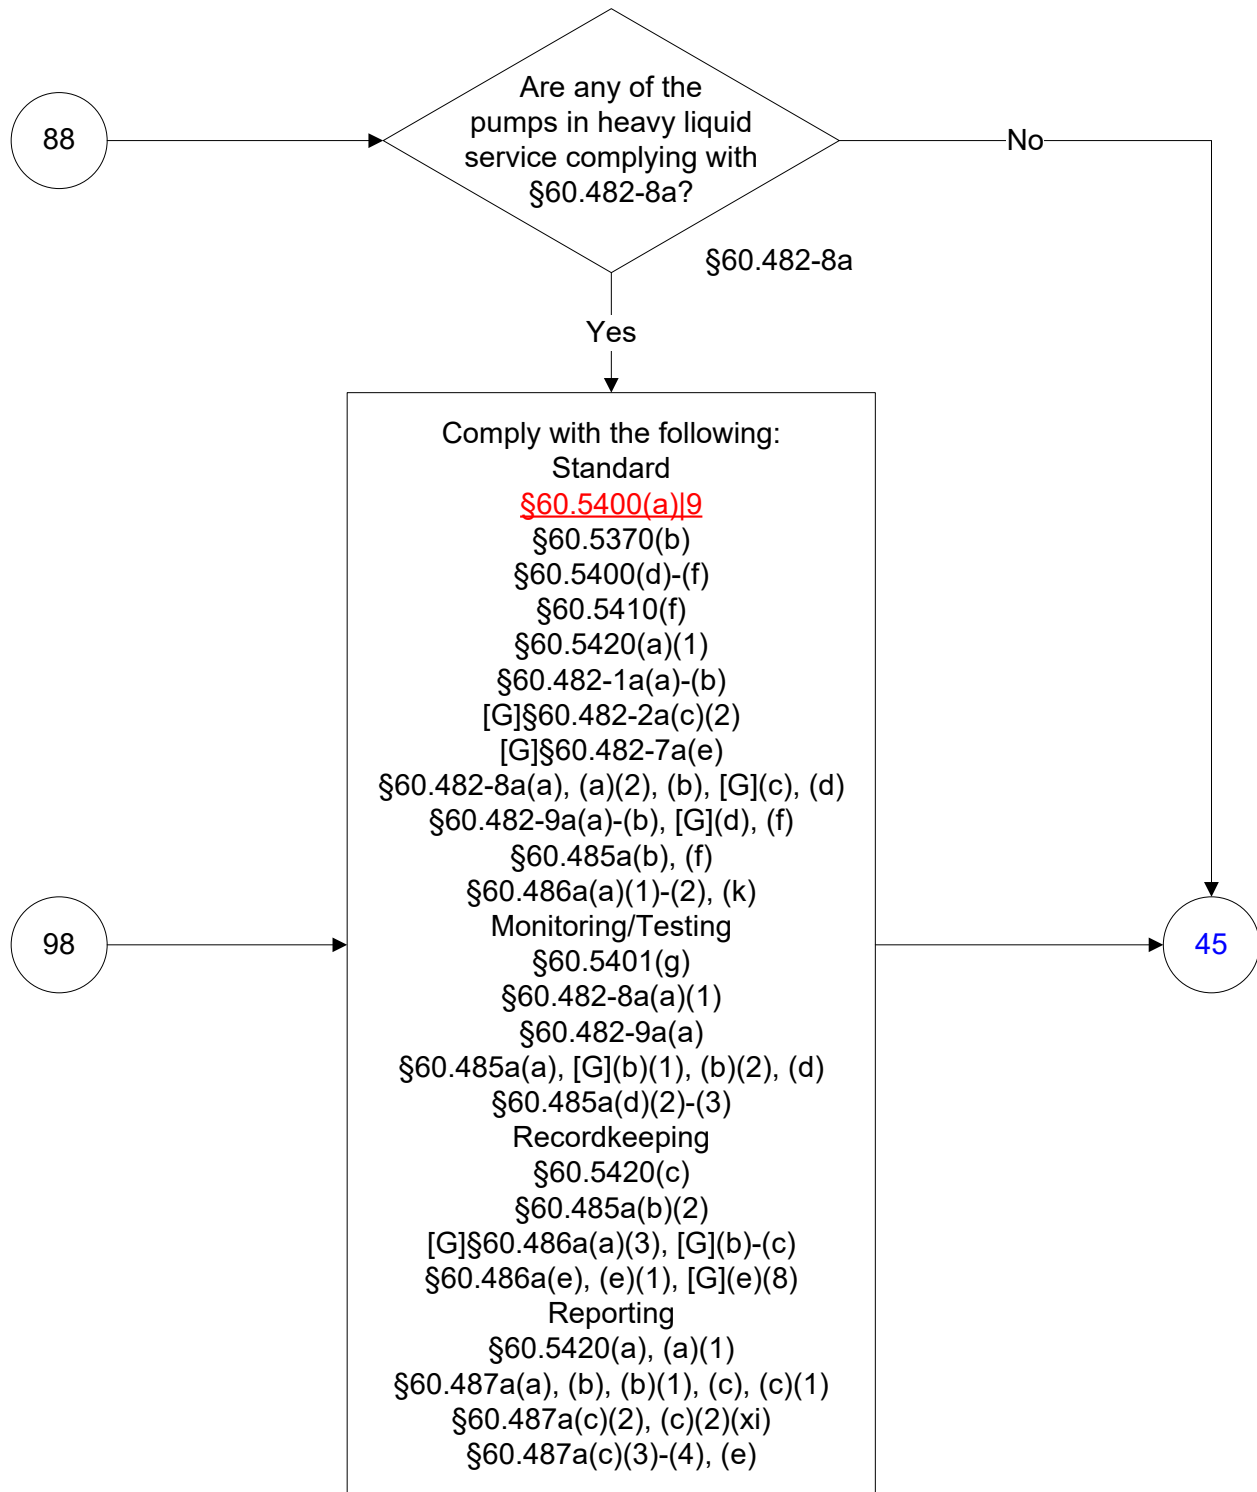 Are any of the
pumps in heavy liquid
service complying with
§60.482-8a?
88
No
§60.482-8a
Yes
Comply with the following:
Standard
§60.5400(a)|9
§60.5370(b)
§60.5400(d)-(f)
§60.5410(f)
§60.5420(a)(1)
§60.482-1a(a)-(b)
[G]§60.482-2a(c)(2)
[G]§60.482-7a(e)
§60.482-8a(a), (a)(2), (b), [G](c), (d)
§60.482-9a(a)-(b), [G](d), (f)
§60.485a(b), (f)
§60.486a(a)(1)-(2), (k)
Monitoring/Testing
98
45
§60.5401(g)
§60.482-8a(a)(1)
§60.482-9a(a)
§60.485a(a), [G](b)(1), (b)(2), (d)
§60.485a(d)(2)-(3)
Recordkeeping
§60.5420(c)
§60.485a(b)(2)
[G]§60.486a(a)(3), [G](b)-(c)
§60.486a(e), (e)(1), [G](e)(8)
Reporting
§60.5420(a), (a)(1)
§60.487a(a), (b), (b)(1), (c), (c)(1)
§60.487a(c)(2), (c)(2)(xi)
§60.487a(c)(3)-(4), (e)